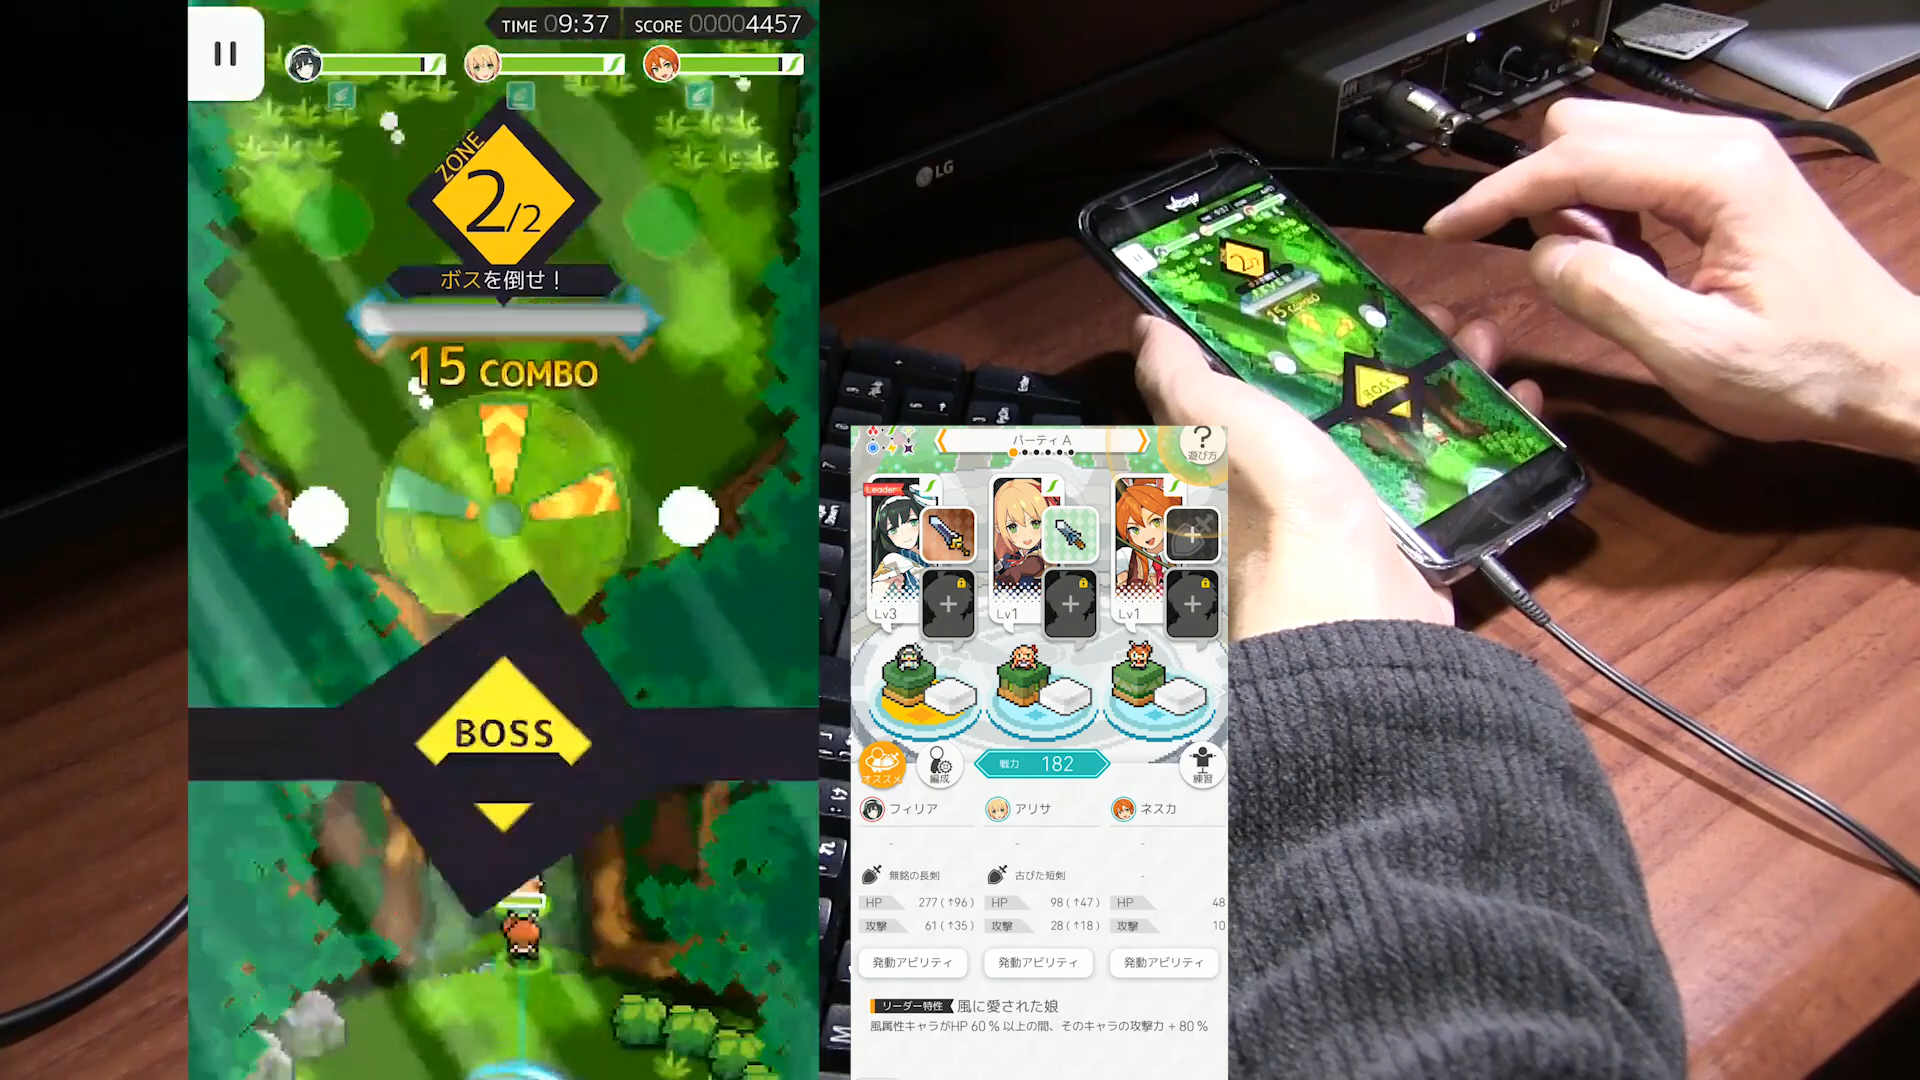 TIME 09:37 SCORE 00004457
ZONE
2/2
ボスを倒せ！
15 COMBO
BOSS
LG
15 COMBO
BOSS
パーティ A
?
遊び方
Leader
Lv3
Lv1
Lv1
オススメ
編成
戦力 182
練習
フィリア
アリサ
ネスカ
-
-
-
無銘の長剣
古びた短剣
-
HP 277 (↑96)
HP 98 (↑47)
HP 48
攻撃 61 (↑35)
攻撃 28 (↑18)
攻撃 10
発動アビリティ
発動アビリティ
発動アビリティ
リーダー特性 風に愛された娘
風属性キャラがHP 60％ 以上の間、そのキャラの攻撃力＋80％